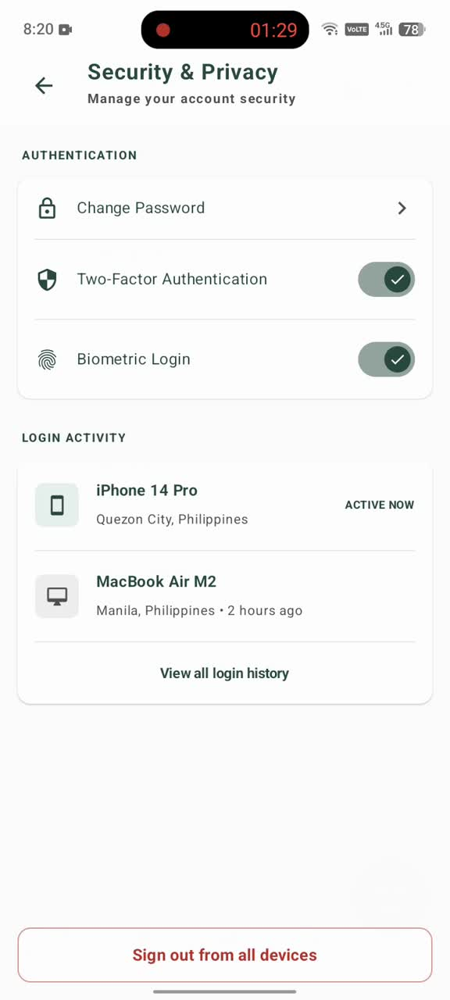 8:20
01:29
VoLTE
4.5G
78
Security & Privacy
Manage your account security
AUTHENTICATION
Change Password
Two-Factor Authentication
Biometric Login
LOGIN ACTIVITY
iPhone 14 Pro
Quezon City, Philippines
ACTIVE NOW
MacBook Air M2
Manila, Philippines • 2 hours ago
View all login history
Sign out from all devices